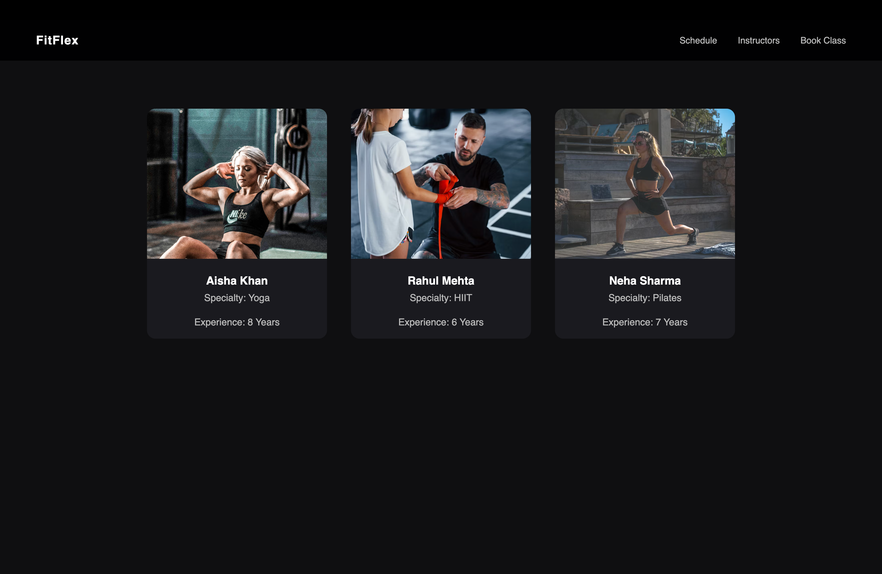 FitFlex
Schedule
Instructors
Book Class
Aisha Khan
Specialty: Yoga
Experience: 8 Years
Rahul Mehta
Specialty: HIIT
Experience: 6 Years
Neha Sharma
Specialty: Pilates
Experience: 7 Years